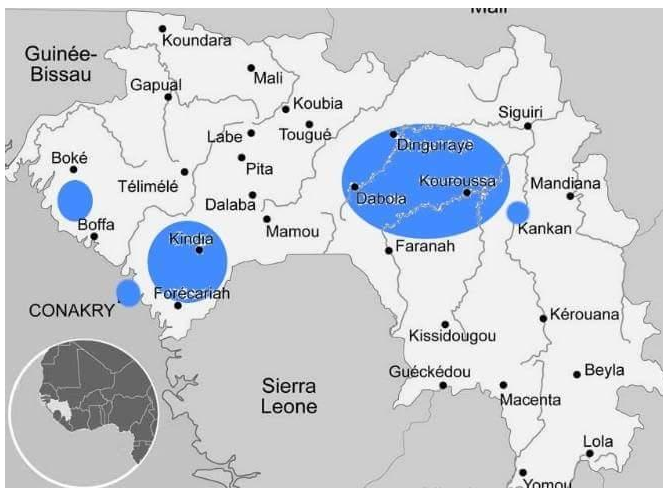 Mali
Koundara
Guinée-
Bissau
Mali
Gapual
Koubia
Siguiri
Labe
Tougué
Dinguiraye
Boké
Pita
Télimélé
Kouroussa
Mandiana
Dabola
Dalaba
Boffa
Mamou
Kankan
Kindia
Faranah
Forécariah
CONAKRY
Kérouana
Kissidougou
Guéckédou
Beyla
Sierra
Leone
Macenta
Lola
Yomou